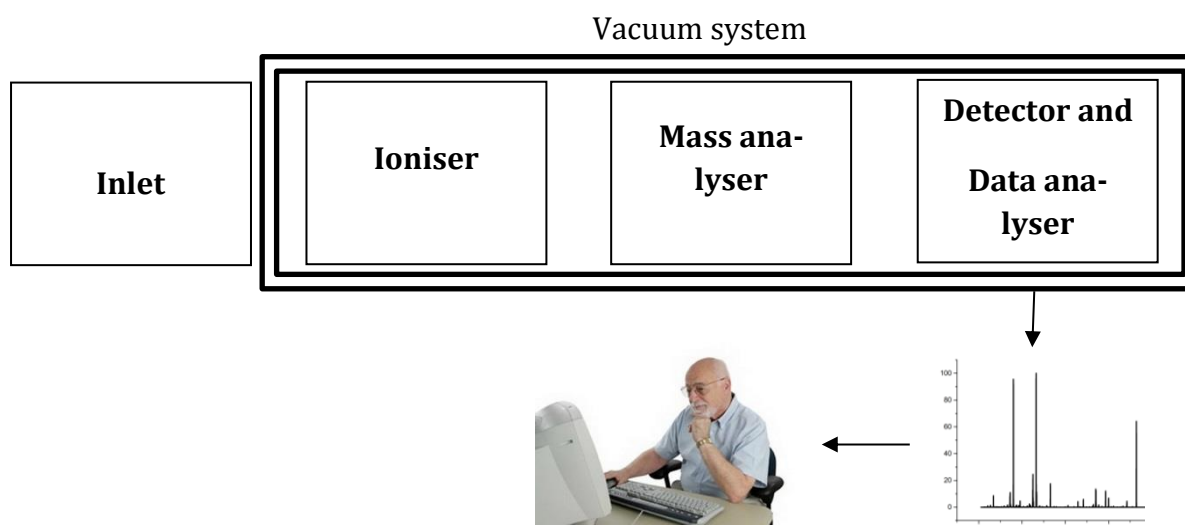 Vacuum system
Inlet
Ioniser
Mass ana-
lyser
Detector and
Data ana-
lyser
100
80
60
40
20
0